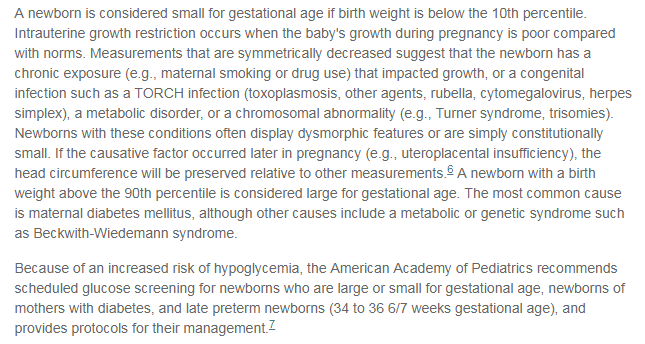 A newborn is considered small for gestational age if birth weight is below the 10th percentile.
Intrauterine growth restriction occurs when the baby's growth during pregnancy is poor compared
with norms. Measurements that are symmetrically decreased suggest that the newborn has a
chronic exposure (e.g., maternal smoking or drug use) that impacted growth, or a congenital
infection such as a TORCH infection (toxoplasmosis, other agents, rubella, cytomegalovirus, herpes
simplex), a metabolic disorder, or a chromosomal abnormality (e.g., Turner syndrome, trisomies).
Newborns with these conditions often display dysmorphic features or are simply constitutionally
small. If the causative factor occurred later in pregnancy (e.g., uteroplacental insufficiency), the
head circumference will be preserved relative to other measurements.6 A newborn with a birth
weight above the 90th percentile is considered large for gestational age. The most common cause
is maternal diabetes mellitus, although other causes include a metabolic or genetic syndrome such
as Beckwith-Wiedemann syndrome.
Because of an increased risk of hypoglycemia, the American Academy of Pediatrics recommends
scheduled glucose screening for newborns who are large or small for gestational age, newborns of
mothers with diabetes, and late preterm newborns (34 to 36 6/7 weeks gestational age), and
provides protocols for their management.7